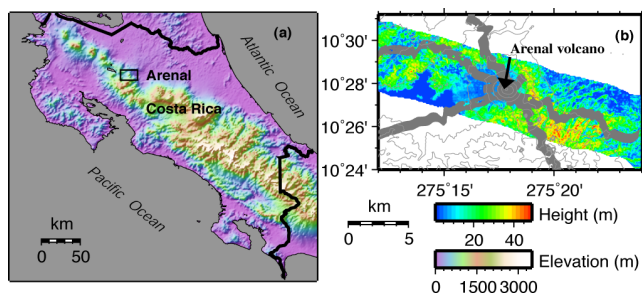 (a)
Atlantic Ocean
Arenal
Costa Rica
Pacific Ocean
km
0 50
(b)
Arenal volcano
10°30'
10°28'
10°26'
10°24'
275°15' 275°20'
km
0 5
Height (m)
20 40
Elevation (m)
0 1500 3000